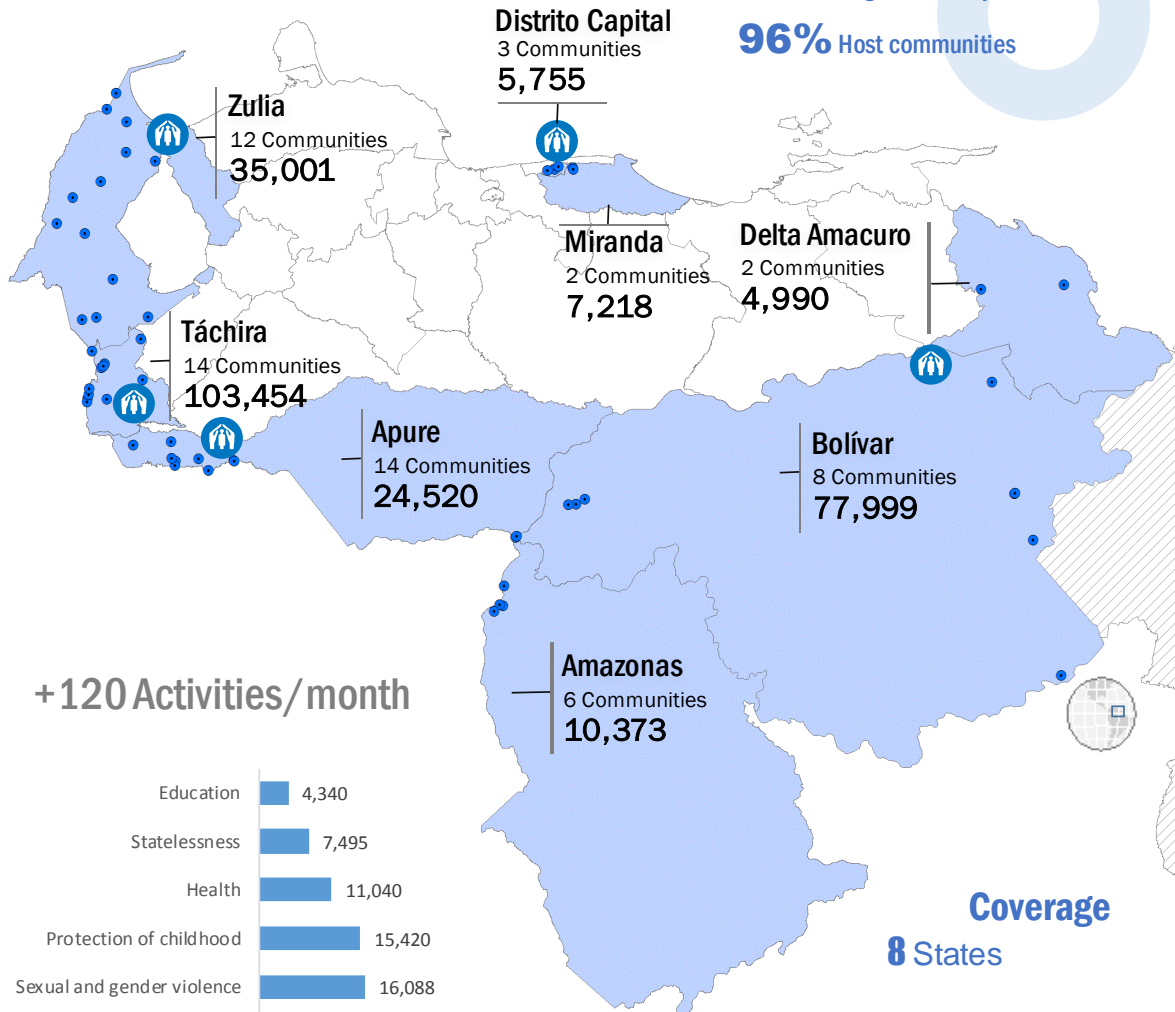 Distrito Capital
3 Communities
5,755
96% Host communities
Zulia
12 Communities
35,001
Miranda
2 Communities
7,218
Delta Amacuro
2 Communities
4,990
Táchira
14 Communities
103,454
Apure
14 Communities
24,520
Bolívar
8 Communities
77,999
Amazonas
6 Communities
10,373
+120 Activities/month
Education 4,340
Statelessness 7,495
Health 11,040
Protection of childhood 15,420
Sexual and gender violence 16,088
Coverage
8 States